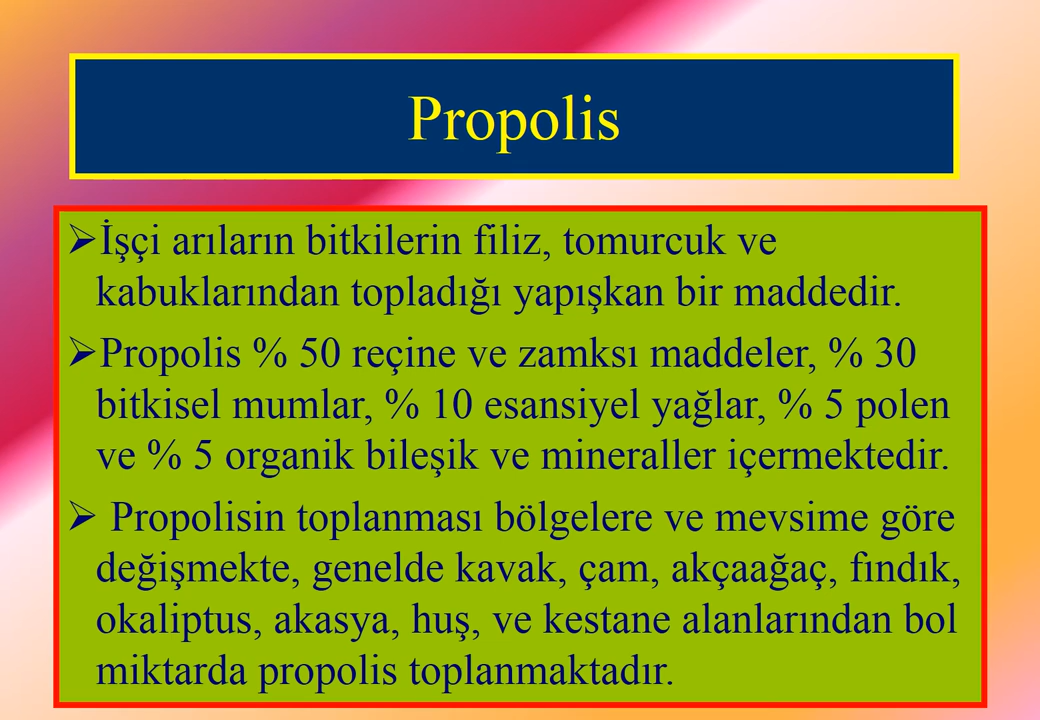 Propolis
➢İşçi arıların bitkilerin filiz, tomurcuk ve
kabuklarından topladığı yapışkan bir maddedir.
➢Propolis % 50 reçine ve zamksı maddeler, % 30
bitkisel mumlar, % 10 esansiyel yağlar, % 5 polen
ve % 5 organik bileşik ve mineraller içermektedir.
➢ Propolisin toplanması bölgelere ve mevsime göre
değişmekte, genelde kavak, çam, akçaağaç, fındık,
okaliptus, akasya, huş, ve kestane alanlarından bol
miktarda propolis toplanmaktadır.